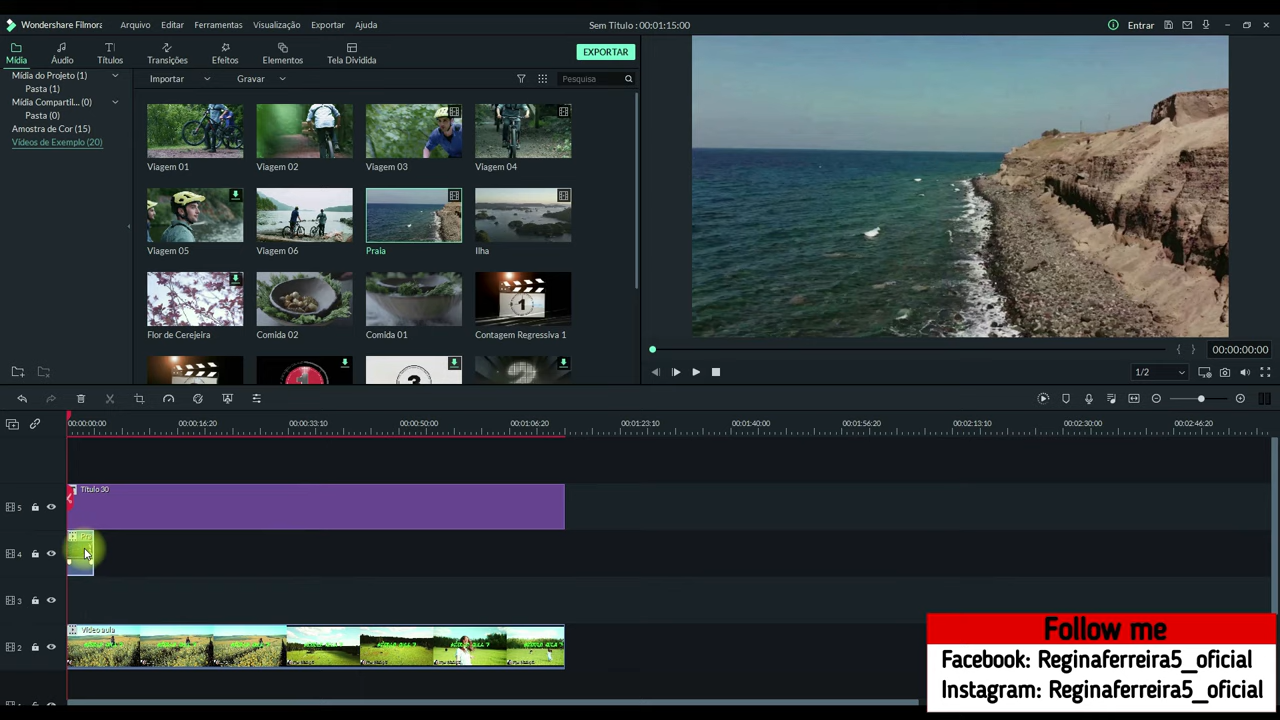 Wondershare Filmora
Arquivo
Editar
Ferramentas
Visualização
Exportar
Ajuda
Sem Título : 00:01:15:00
Entrar
Mídia
Áudio
Títulos
Transições
Efeitos
Elementos
Tela Dividida
EXPORTAR
Mídia do Projeto (1)
Pasta (1)
Mídia Compartil... (0)
Pasta (0)
Amostra de Cor (15)
Vídeos de Exemplo (20)
Importar
Gravar
Pesquisa
Viagem 01
Viagem 02
Viagem 03
Viagem 04
Viagem 05
Viagem 06
Praia
Ilha
Flor de Cerejeira
Comida 02
Comida 01
Contagem Regressiva 1
00:00:00:00
1/2
00:00:00:00
00:00:16:20
00:00:33:10
00:00:50:00
00:01:06:20
00:01:23:10
00:01:40:00
00:01:56:20
00:02:13:10
00:02:30:00
00:02:46:20
5
Título 30
4
3
2
Vídeo aula
Follow me
Facebook: Reginaferreira5_oficial
Instagram: Reginaferreira5_oficial